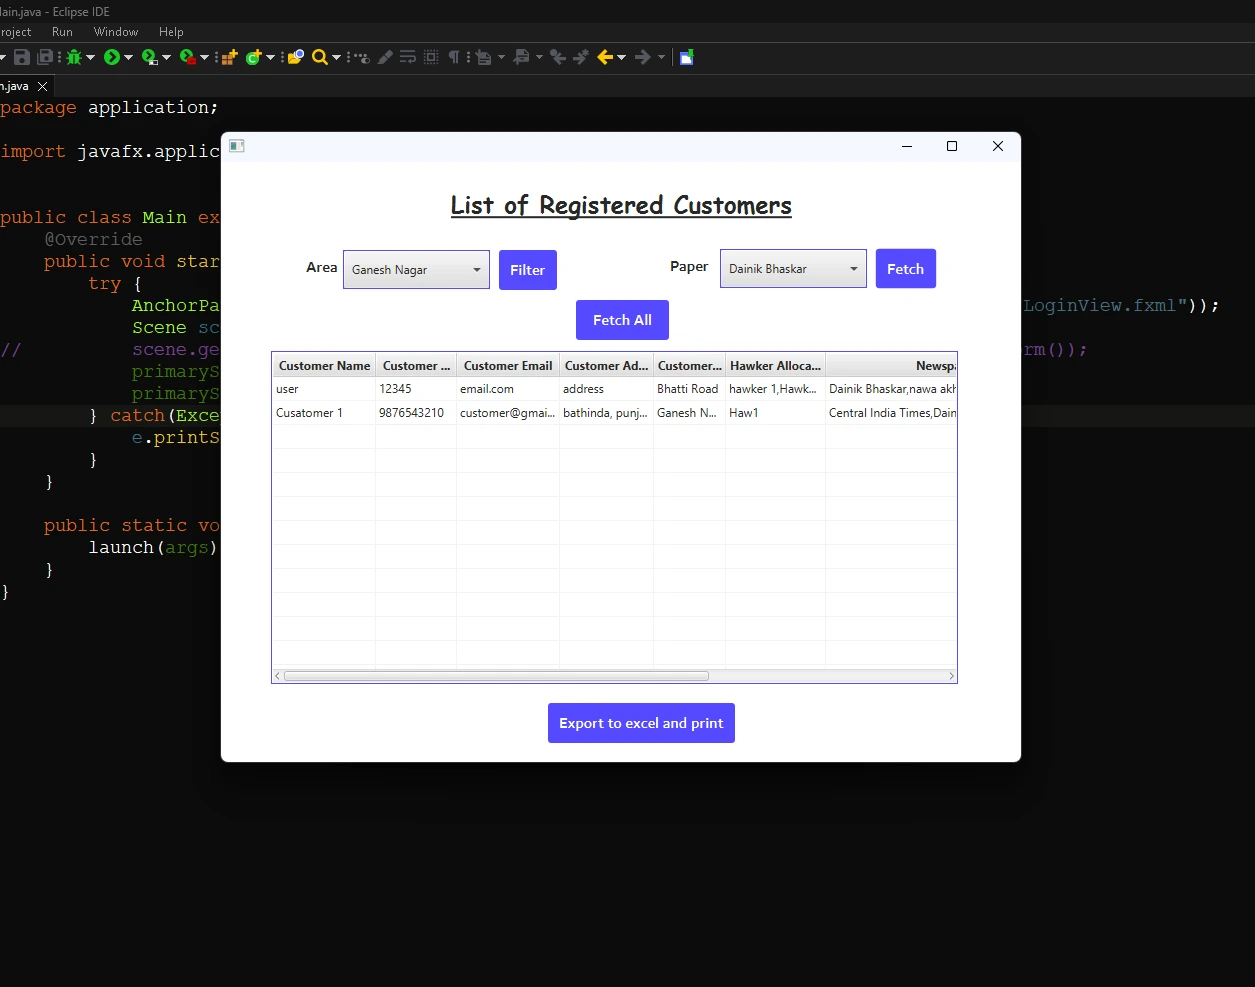 lain.java - Eclipse IDE
roject Run Window Help
n.java
package application;
import javafx.applic
public class Main ex
@Override
public void star
try {
AnchorPa
LoginView.fxml"));
Scene sc
// scene.ge
rm());
primaryS
primaryS
} catch(Exce
e.printS
}
}
public static vo
launch(args)
}
}
List of Registered Customers
Area Ganesh Nagar Filter Paper Dainik Bhaskar Fetch
Fetch All
Customer Name Customer ... Customer Email Customer Ad... Customer... Hawker Alloca... Newspa
user 12345 email.com address Bhatti Road hawker 1,Hawk... Dainik Bhaskar,nawa akh
Cusatomer 1 9876543210 customer@gmai... bathinda, punj... Ganesh N... Haw1 Central India Times,Dain
Export to excel and print